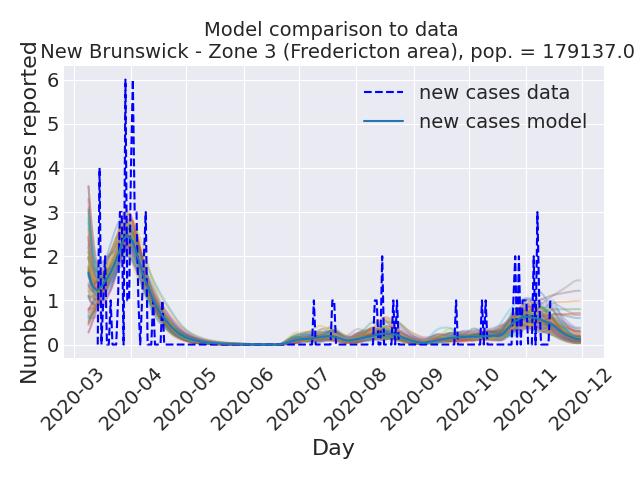 Model comparison to data
New Brunswick - Zone 3 (Fredericton area), pop. = 179137.0
new cases data
new cases model
Number of new cases reported
6
5
4
3
2
1
0
2020-03
2020-04
2020-05
2020-06
2020-07
2020-08
2020-09
2020-10
2020-11
2020-12
Day